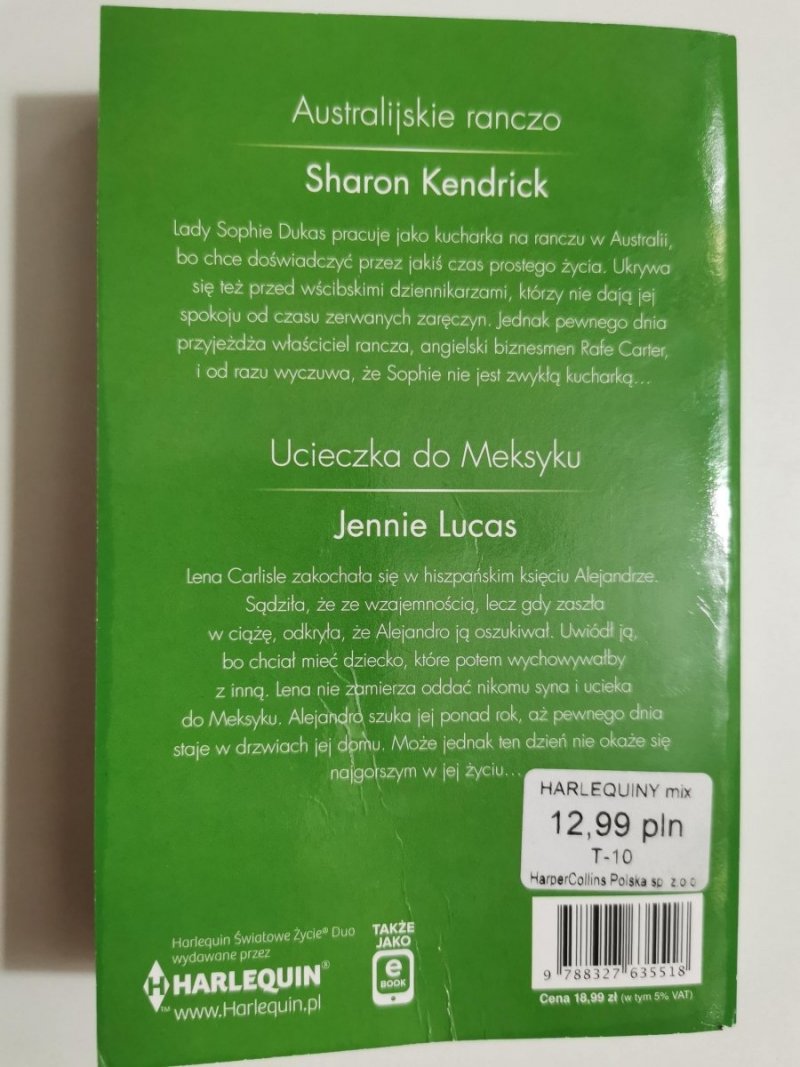 Australijskie ranczo
Sharon Kendrick
Lady Sophie Dukas pracuje jako kucharka na ranczu w Australii,
bo chce doświadczyć przez jakiś czas prostego życia. Ukrywa
się też przed wścibskimi dziennikarzami, którzy nie dają jej
spokoju od czasu zerwanych zaręczyn. Jednak pewnego dnia
przyjeżdża właściciel rancza, angielski biznesmen Rafe Carter,
i od razu wyczuwa, że Sophie nie jest zwykłą kucharką...
Ucieczka do Meksyku
Jennie Lucas
Lena Carlisle zakochała się w hiszpańskim księciu Alejandrze.
Sądziła, że ze wzajemnością, lecz gdy zaszła
w ciążę, odkryła, że Alejandro ją oszukiwał. Uwiódł ją,
bo chciał mieć dziecko, które potem wychowywałby
z inną. Lena nie zamierza oddać nikomu syna i ucieka
do Meksyku. Alejandro szuka jej ponad rok, aż pewnego dnia
staje w drzwiach jej domu. Może jednak ten dzień nie okaże się
najgorszym w jej życiu...
HARLEQUINY mix
12,99 pln
T-10
HarperCollins Polska sp. z o.o
Harlequin Światowe Życie® Duo
wydawane przez
HARLEQUIN®
™ www.Harlequin.pl
TAKŻE
JAKO
e
BOOK
9 788327 635518
Cena 18,99 zł (w tym 5% VAT)